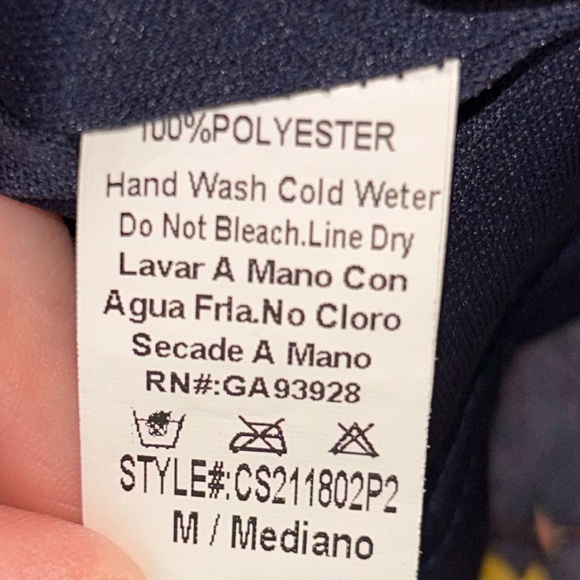 100%POLYESTER
Hand Wash Cold Weter
Do Not Bleach.Line Dry
Lavar A Mano Con
Agua Frla.No Cloro
Secade A Mano
RN#:GA93928
STYLE#:CS211802P2
M / Mediano